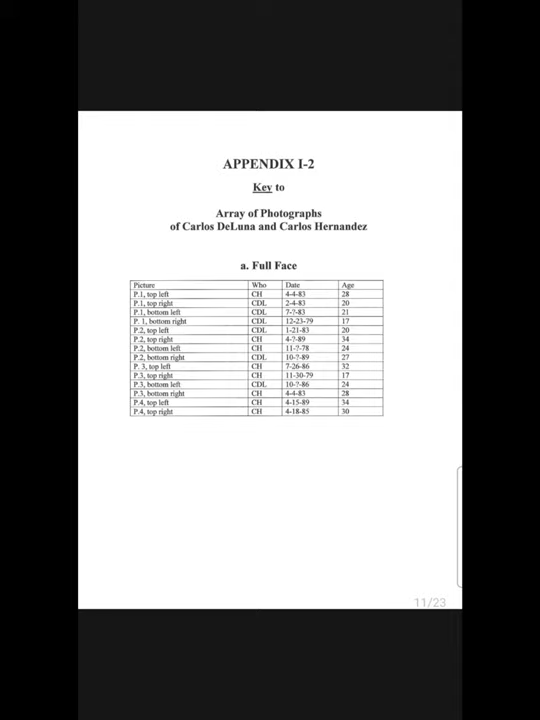 APPENDIX I-2
Key to
Array of Photographs
of Carlos DeLuna and Carlos Hernandez
a. Full Face
Picture Who Date Age
P.1, top left CH 4-4-83 28
P.1, top right CDL 2-4-83 20
P.1, bottom left CDL 7-?-83 21
P. 1, bottom right CDL 12-23-79 17
P.2, top left CDL 1-21-83 20
P.2, top right CH 4-?-89 34
P.2, bottom left CH 11-?-78 24
P.2, bottom right CDL 10-?-89 27
P. 3, top left CH 7-26-86 32
P.3, top right CH 11-30-79 17
P.3, bottom left CDL 10-?-86 24
P.3, bottom right CH 4-4-83 28
P.4, top left CH 4-15-89 34
P.4, top right CH 4-18-85 30
11/23